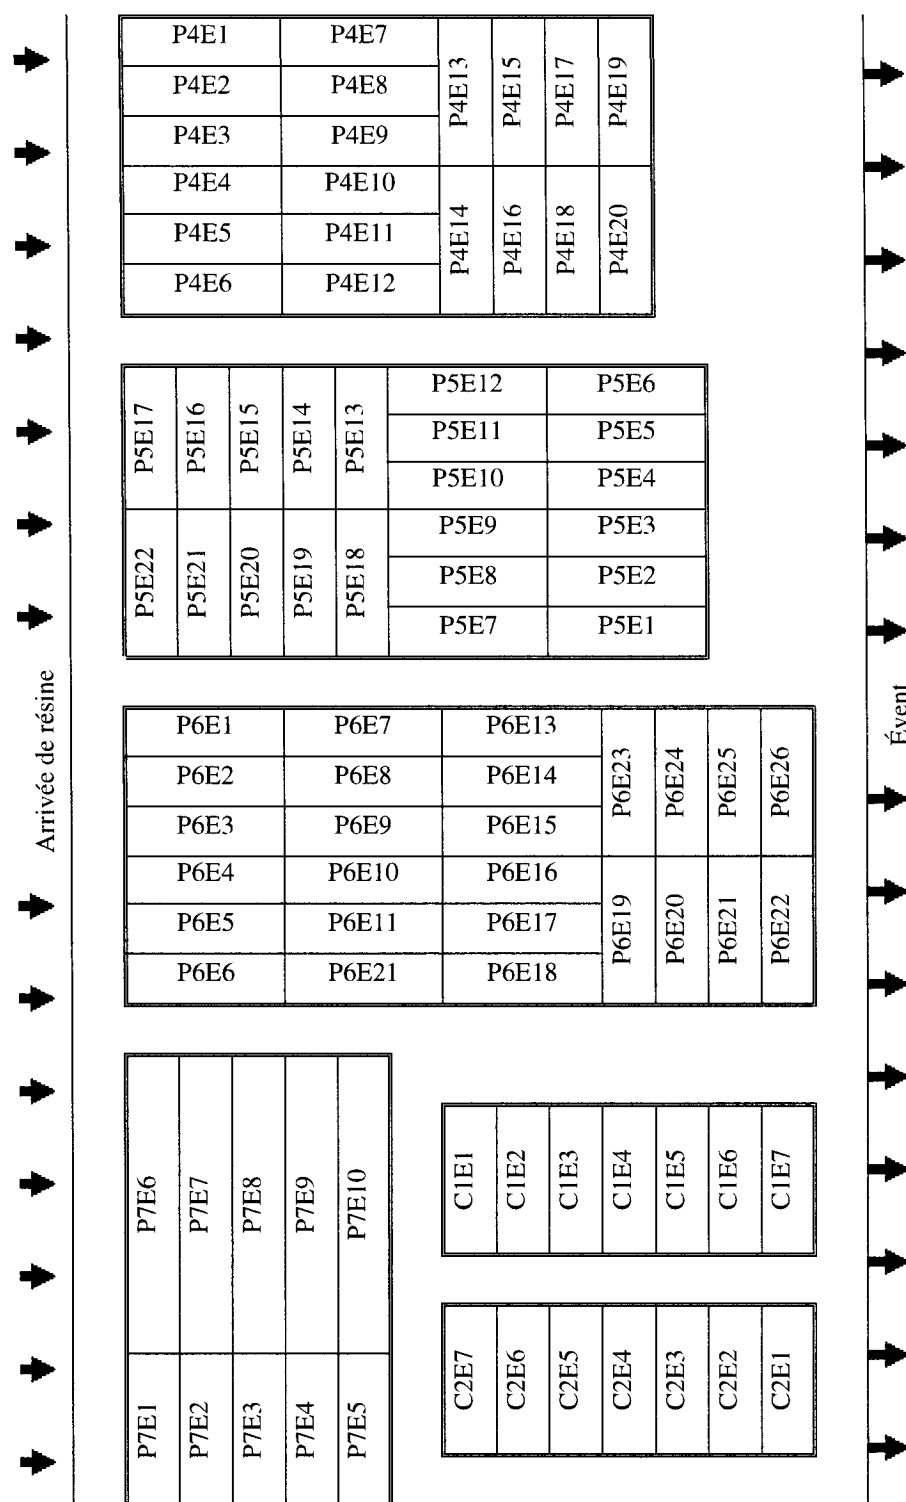 P4E1 P4E7
P4E2 P4E8
P4E3 P4E9
P4E4 P4E10
P4E5 P4E11
P4E6 P4E12
P4E13 P4E15 P4E17 P4E19
P4E14 P4E16 P4E18 P4E20
P5E17 P5E16 P5E15 P5E14 P5E13
P5E22 P5E21 P5E20 P5E19 P5E18
P5E12 P5E6
P5E11 P5E5
P5E10 P5E4
P5E9 P5E3
P5E8 P5E2
P5E7 P5E1
Arrivée de résine
Évent
P6E1 P6E7 P6E13
P6E2 P6E8 P6E14
P6E3 P6E9 P6E15
P6E4 P6E10 P6E16
P6E5 P6E11 P6E17
P6E6 P6E21 P6E18
P6E23 P6E24 P6E25 P6E26
P6E19 P6E20 P6E21 P6E22
P7E6 P7E7 P7E8 P7E9 P7E10
P7E1 P7E2 P7E3 P7E4 P7E5
C1E1 C1E2 C1E3 C1E4 C1E5 C1E6 C1E7
C2E7 C2E6 C2E5 C2E4 C2E3 C2E2 C2E1